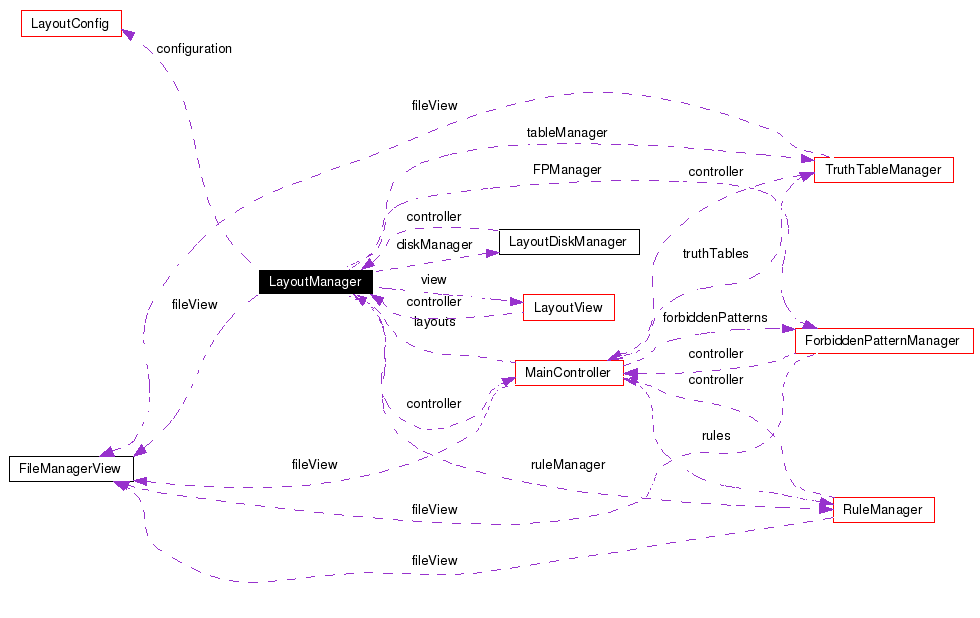 LayoutConfig
configuration
fileView
tableManager
FPManager
controller
TruthTableManager
controller
LayoutDiskManager
diskManager
truthTables
LayoutManager
view
fileView
controller
LayoutView
layouts
forbiddenPatterns
ForbiddenPatternManager
controller
MainController
controller
controller
rules
fileView
ruleManager
FileManagerView
fileView
RuleManager
fileView